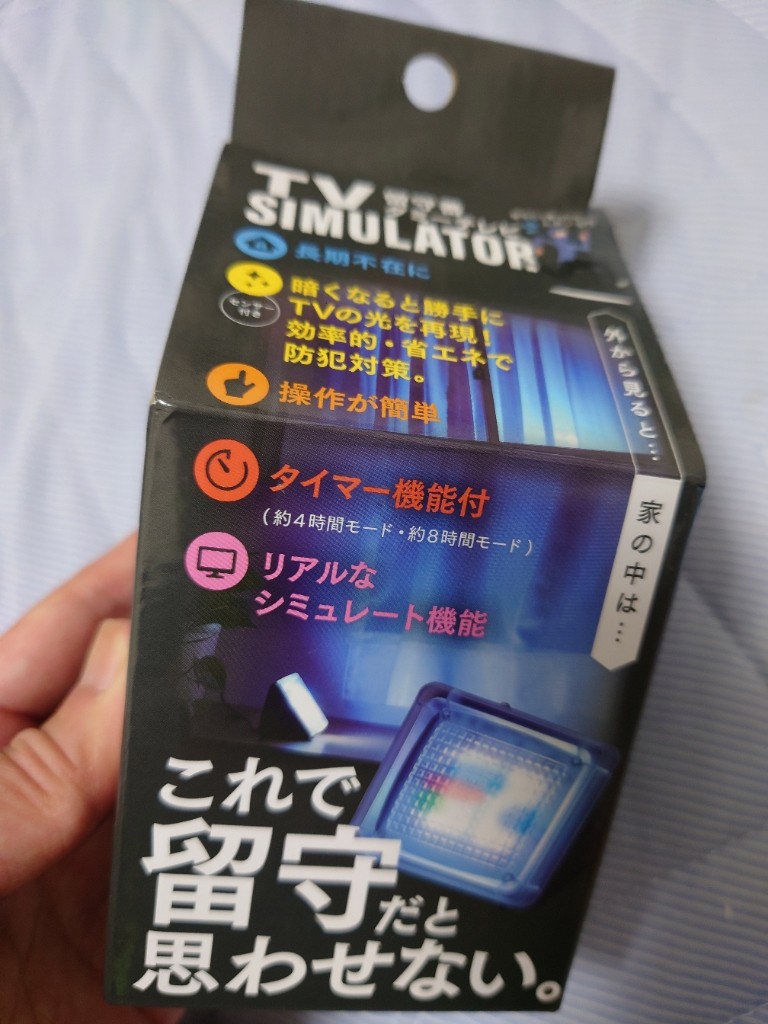 TV
SIMULATOR
長期不在に
センサー
付き
暗くなると勝手に
TVの光を再現!
効率的・省エネで
防犯対策。
操作が簡単
外から見ると…
タイマー機能付
(約4時間モード・約8時間モード)
リアルな
シミュレート機能
家の中は…
これで
留守だと
思わせない。